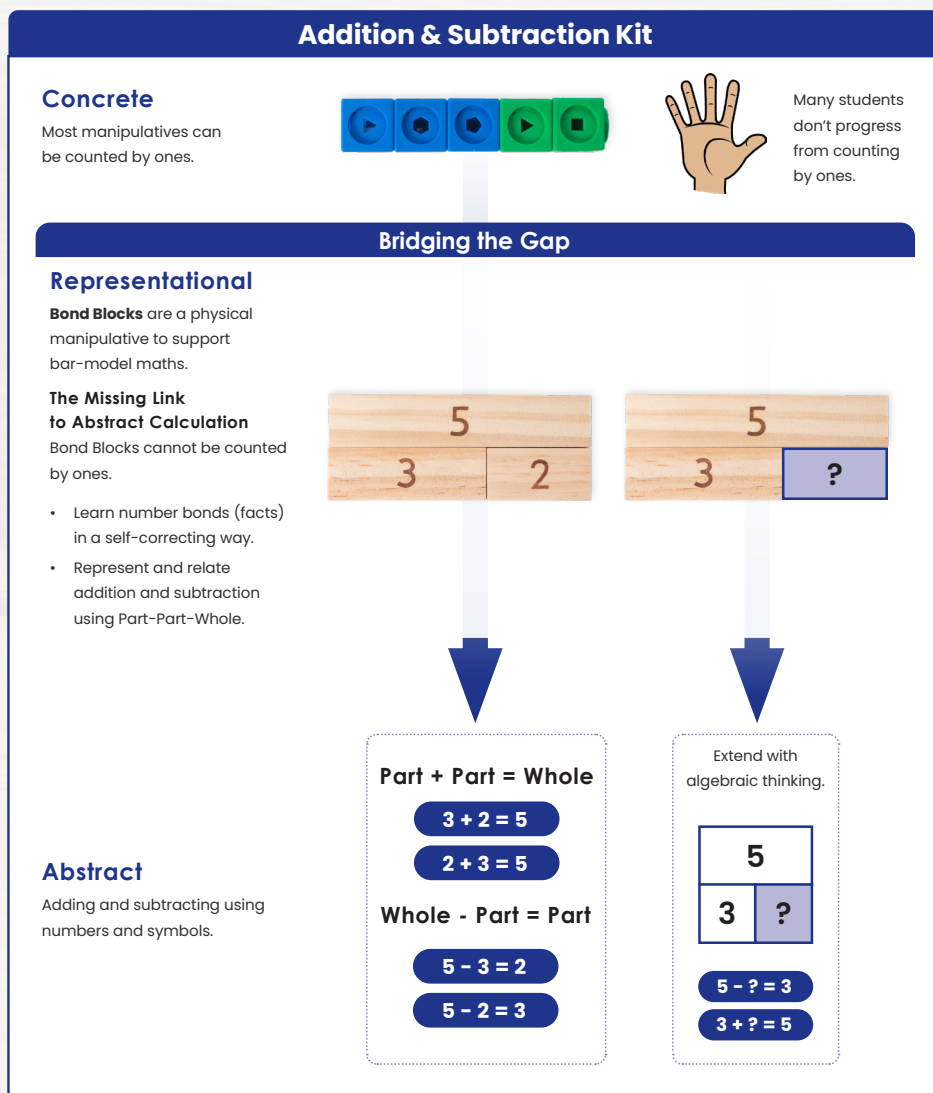 Addition & Subtraction Kit
Concrete
Most manipulatives can
be counted by ones.
Many students
don't progress
from counting
by ones.
Bridging the Gap
Representational
Bond Blocks are a physical
manipulative to support
bar-model maths.
The Missing Link
to Abstract Calculation
Bond Blocks cannot be counted
by ones.
• Learn number bonds (facts)
in a self-correcting way.
• Represent and relate
addition and subtraction
using Part-Part-Whole.
5
3 2
5
3 ?
Abstract
Adding and subtracting using
numbers and symbols.
Part + Part = Whole
3 + 2 = 5
2 + 3 = 5
Whole - Part = Part
5 - 3 = 2
5 - 2 = 3
Extend with
algebraic thinking.
5
3 ?
5 - ? = 3
3 + ? = 5